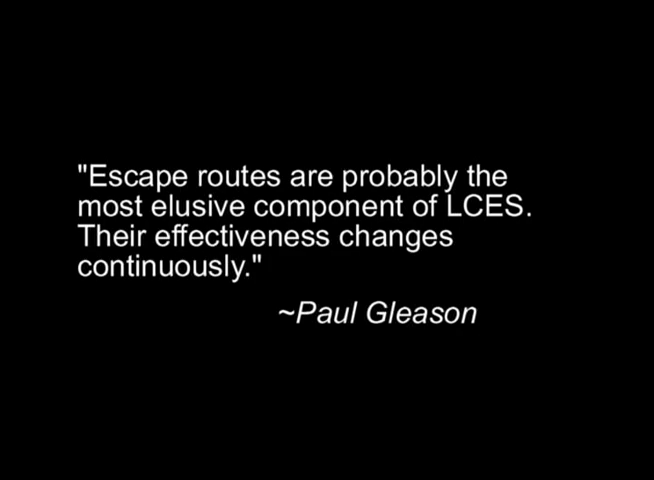 "Escape routes are probably the
most elusive component of LCES.
Their effectiveness changes
continuously."
~Paul Gleason